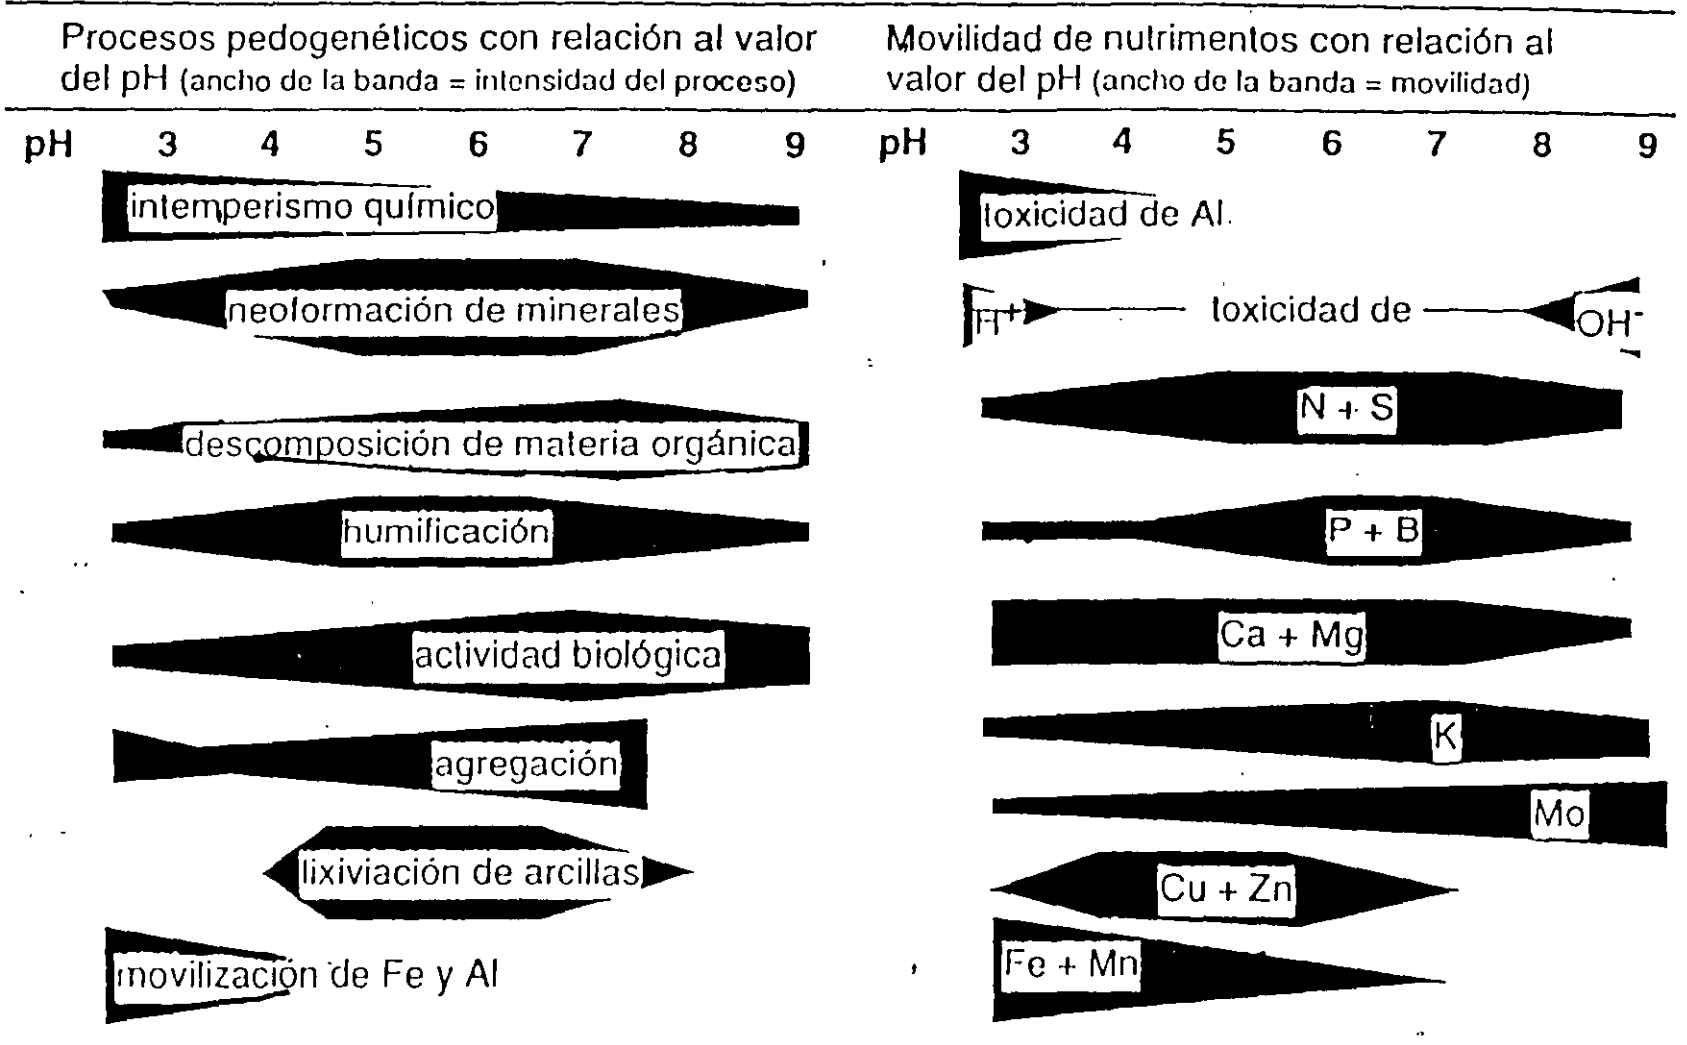 Procesos pedogenéticos con relación al valor
del pH (ancho de la banda = intensidad del proceso)
pH 3 4 5 6 7 8 9
intemperismo químico
neoformación de minerales
descomposición de materia orgánica
humificación
actividad biológica
agregación
lixiviación de arcillas
movilización de Fe y Al
Movilidad de nutrimentos con relación al
valor del pH (ancho de la banda = movilidad)
pH 3 4 5 6 7 8 9
toxicidad de Al.
H+ toxicidad de OH-
N + S
P + B
Ca + Mg
K
Mo
Cu + Zn
Fe + Mn